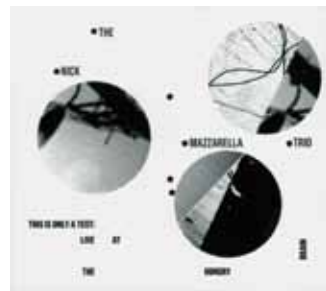 THE
NICK
MAZZARELLA TRIO
THIS IS ONLY A TEST:
LIVE AT
THE HUNGRY
BRAIN